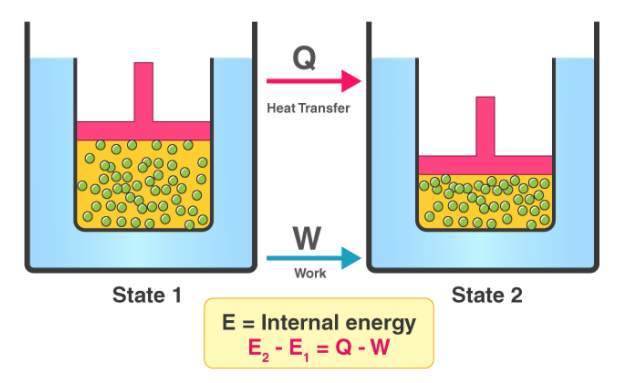 Q
Heat Transfer
W
Work
State 1
State 2
E = Internal energy
E₂ - E₁ = Q - W